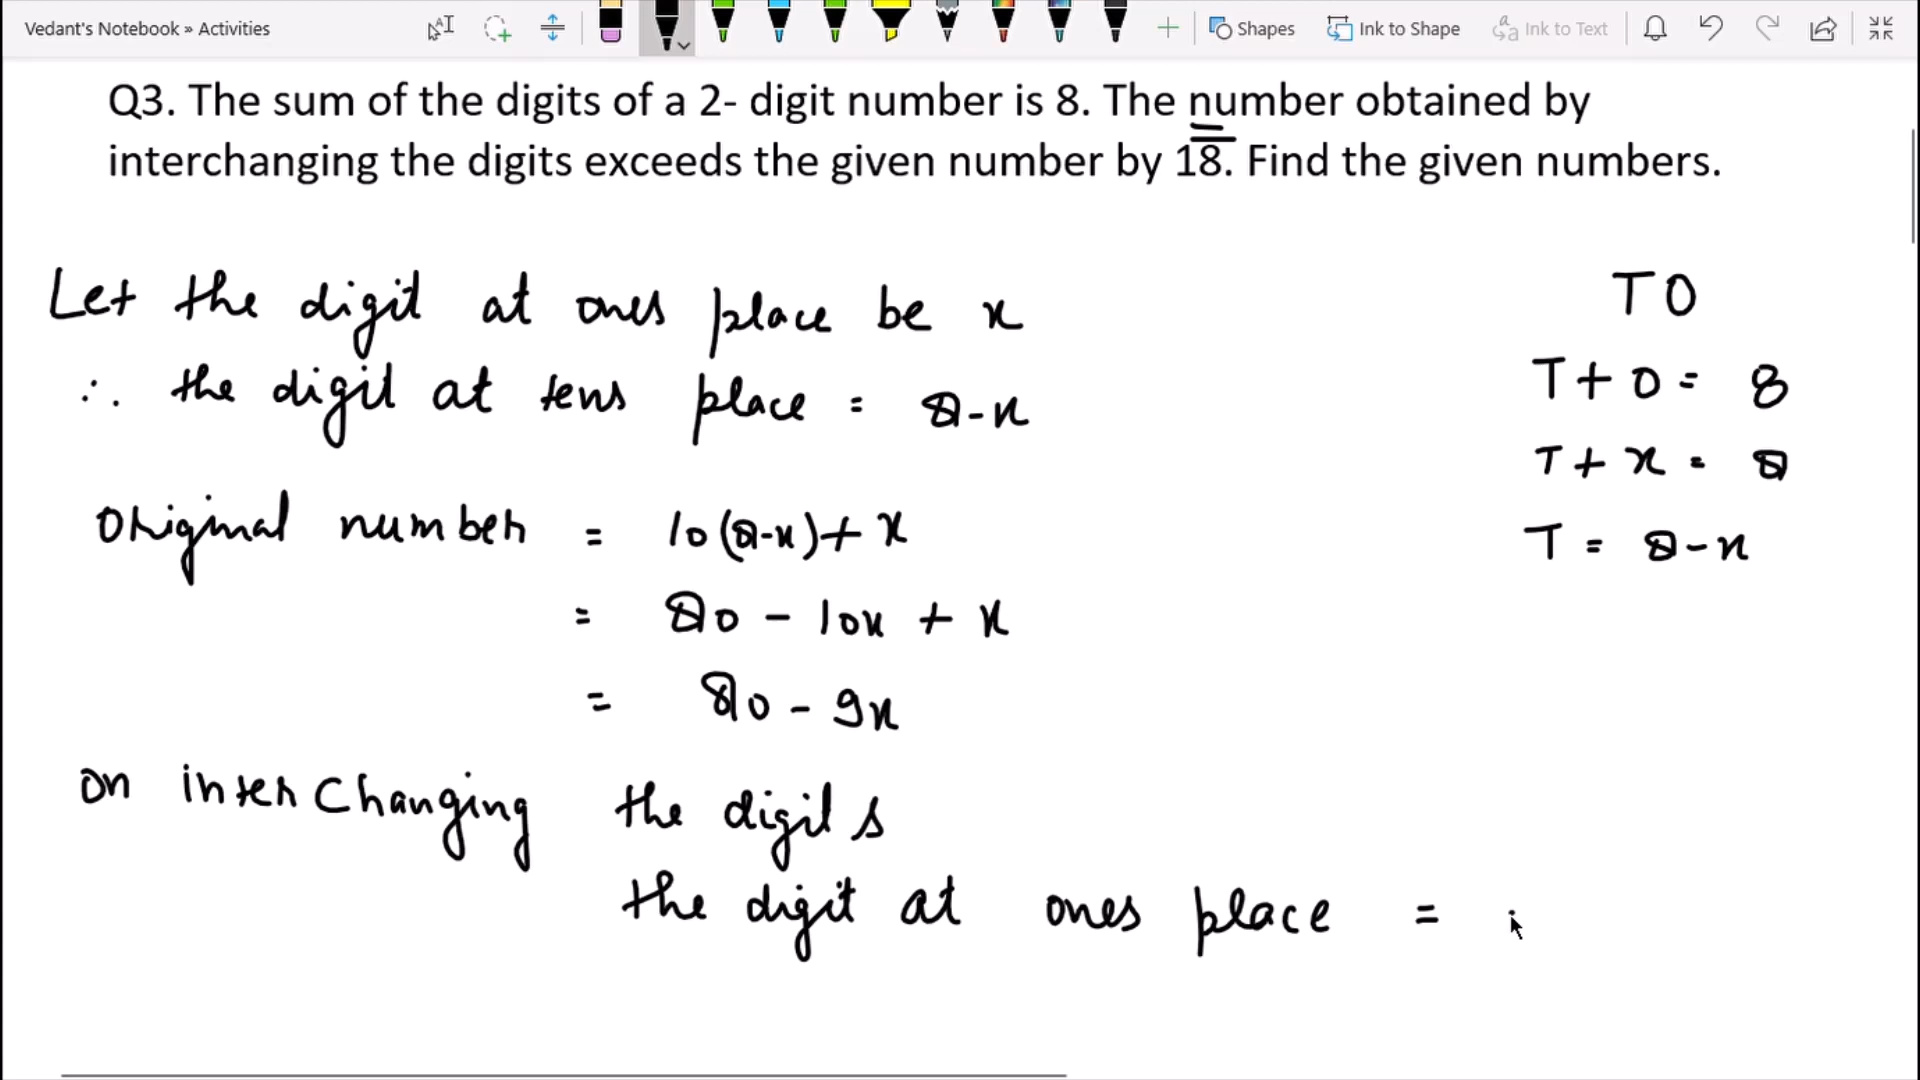 Vedant's Notebook » Activities
Shapes
Ink to Shape
Ink to Text
Q3. The sum of the digits of a 2- digit number is 8. The number obtained by
interchanging the digits exceeds the given number by 18. Find the given numbers.
Let the digit at ones place be x
∴ the digit at tens place = 8-x
Original number = 10(8-x)+ x
= 80 - 10x + x
= 80 - 9x
on interchanging the digits
the digit at ones place =
TO
T+0= 8
T+x = 8
T = 8-x